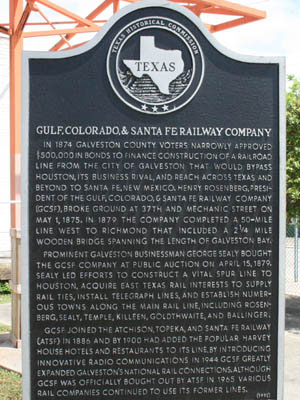 TEXAS HISTORICAL COMMISSION
TEXAS
GULF, COLORADO, & SANTA FE RAILWAY COMPANY
IN 1874 GALVESTON COUNTY VOTERS NARROWLY APPROVED
$500,000 IN BONDS TO FINANCE CONSTRUCTION OF A RAILROAD
LINE FROM THE CITY OF GALVESTON THAT WOULD BYPASS
HOUSTON, ITS BUSINESS RIVAL, AND REACH ACROSS TEXAS AND
BEYOND TO SANTA FE, NEW MEXICO. HENRY ROSENBERG, PRESI-
DENT OF THE GULF, COLORADO, & SANTA FE RAILWAY COMPANY
(GCSF), BROKE GROUND AT 37TH AND MECHANIC STREET ON
MAY 1, 1875. IN 1879 THE COMPANY COMPLETED A 50-MILE
LINE WEST TO RICHMOND THAT INCLUDED A 2 1/4 MILE
WOODEN BRIDGE SPANNING THE LENGTH OF GALVESTON BAY.
PROMINENT GALVESTON BUSINESSMAN GEORGE SEALY BOUGHT
THE GCSF COMPANY AT PUBLIC AUCTION ON APRIL 15, 1879.
SEALY LED EFFORTS TO CONSTRUCT A VITAL SPUR LINE TO
HOUSTON, ACQUIRE EAST TEXAS RAIL INTERESTS TO SUPPLY
RAIL TIES, INSTALL TELEGRAPH LINES, AND ESTABLISH NUMER-
OUS TOWNS ALONG THE MAIN RAIL LINE, INCLUDING ROSEN-
BERG, SEALY, TEMPLE, KILLEEN, GOLDTHWAITE, AND BALLINGER.
GCSF JOINED THE ATCHISON, TOPEKA, AND SANTA FE RAILWAY
(ATSF) IN 1886 AND BY 1900 HAD ADDED THE POPULAR HARVEY
HOUSE HOTELS AND RESTAURANTS TO ITS LINE. BY INTRODUCING
INNOVATIVE RADIO COMMUNICATIONS IN 1944 GCSF GREATLY
EXPANDED GALVESTON'S NATIONAL RAIL CONNECTIONS. ALTHOUGH
GCSF WAS OFFICIALLY BOUGHT OUT BY ATSF IN 1965 VARIOUS
RAIL COMPANIES CONTINUED TO USE ITS FORMER LINES.